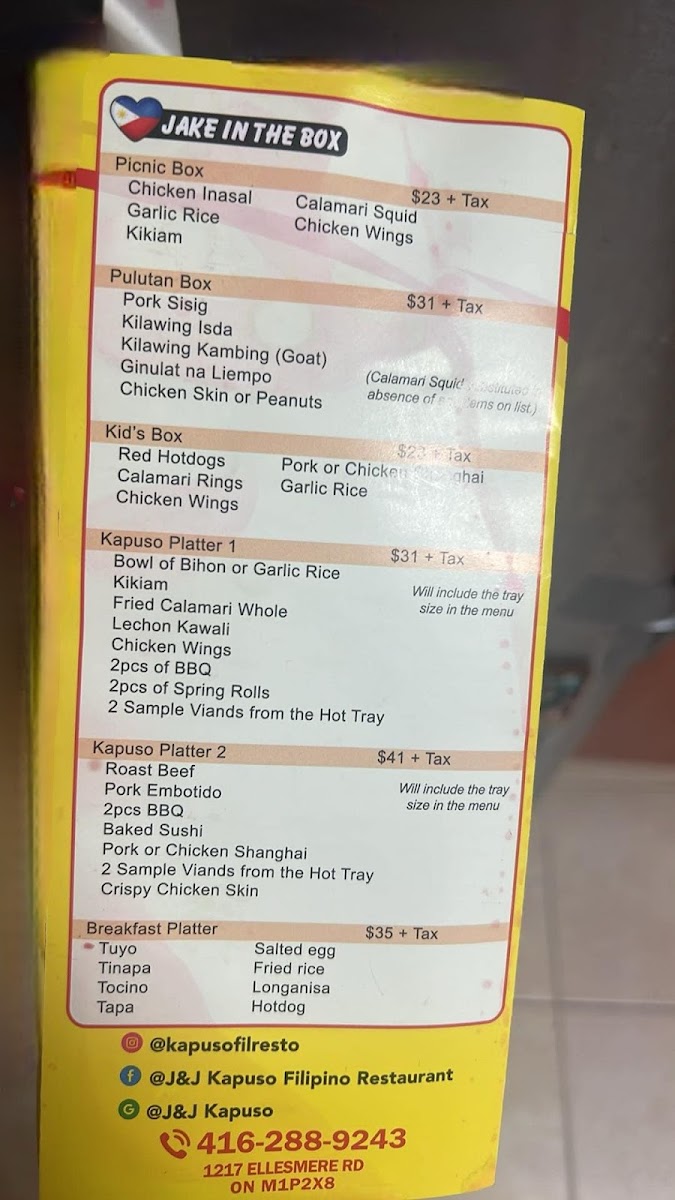 JAKE IN THE BOX
Picnic Box $23 + Tax
Chicken Inasal
Garlic Rice
Kikiam
Calamari Squid
Chicken Wings
Pulutan Box $31 + Tax
Pork Sisig
Kilawing Isda
Kilawing Kambing (Goat)
Ginulat na Liempo
Chicken Skin or Peanuts
(Calamari Squid
absence of items on list.)
Kid's Box $23 + Tax
Red Hotdogs
Calamari Rings
Chicken Wings
Pork or Chicken Shanghai
Garlic Rice
Kapuso Platter 1 $31 + Tax
Bowl of Bihon or Garlic Rice
Kikiam
Fried Calamari Whole
Lechon Kawali
Chicken Wings
2pcs of BBQ
2pcs of Spring Rolls
2 Sample Viands from the Hot Tray
Will include the tray
size in the menu
Kapuso Platter 2 $41 + Tax
Roast Beef
Pork Embotido
2pcs BBQ
Baked Sushi
Pork or Chicken Shanghai
2 Sample Viands from the Hot Tray
Crispy Chicken Skin
Will include the tray
size in the menu
Breakfast Platter $35 + Tax
Tuyo
Tinapa
Tocino
Tapa
Salted egg
Fried rice
Longanisa
Hotdog
@kapusofilresto
@J&J Kapuso Filipino Restaurant
@J&J Kapuso
416-288-9243
1217 ELLESMERE RD
ON M1P2X8